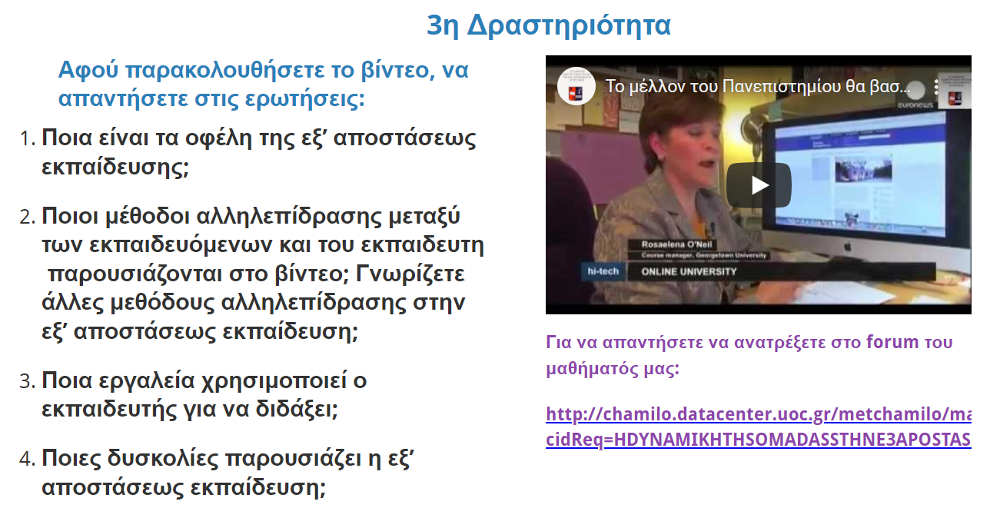 3η Δραστηριότητα
Αφού παρακολουθήσετε το βίντεο, να
απαντήσετε στις ερωτήσεις:
1. Ποια είναι τα οφέλη της εξ’ αποστάσεως
εκπαίδευσης;
2. Ποιοι μέθοδοι αλληλεπίδρασης μεταξύ
των εκπαιδευόμενων και του εκπαιδευτη
παρουσιάζονται στο βίντεο; Γνωρίζετε
άλλες μεθόδους αλληλεπίδρασης στην
εξ’ αποστάσεως εκπαίδευση;
3. Ποια εργαλεία χρησιμοποιεί ο
εκπαιδευτής για να διδάξει;
4. Ποιες δυσκολίες παρουσιάζει η εξ’
αποστάσεως εκπαίδευση;
Το μέλλον του Πανεπιστημίου θα βασ...
euronews
Rosaelena O'Neil
Course manager, Georgetown University
hi-tech ONLINE UNIVERSITY
Για να απαντήσετε να ανατρέξετε στο forum του
μαθήματός μας:
http://chamilo.datacenter.uoc.gr/metchamilo/ma
cidReq=HDYNAMIKHTHSOMADASSTHNE3APOSTAS